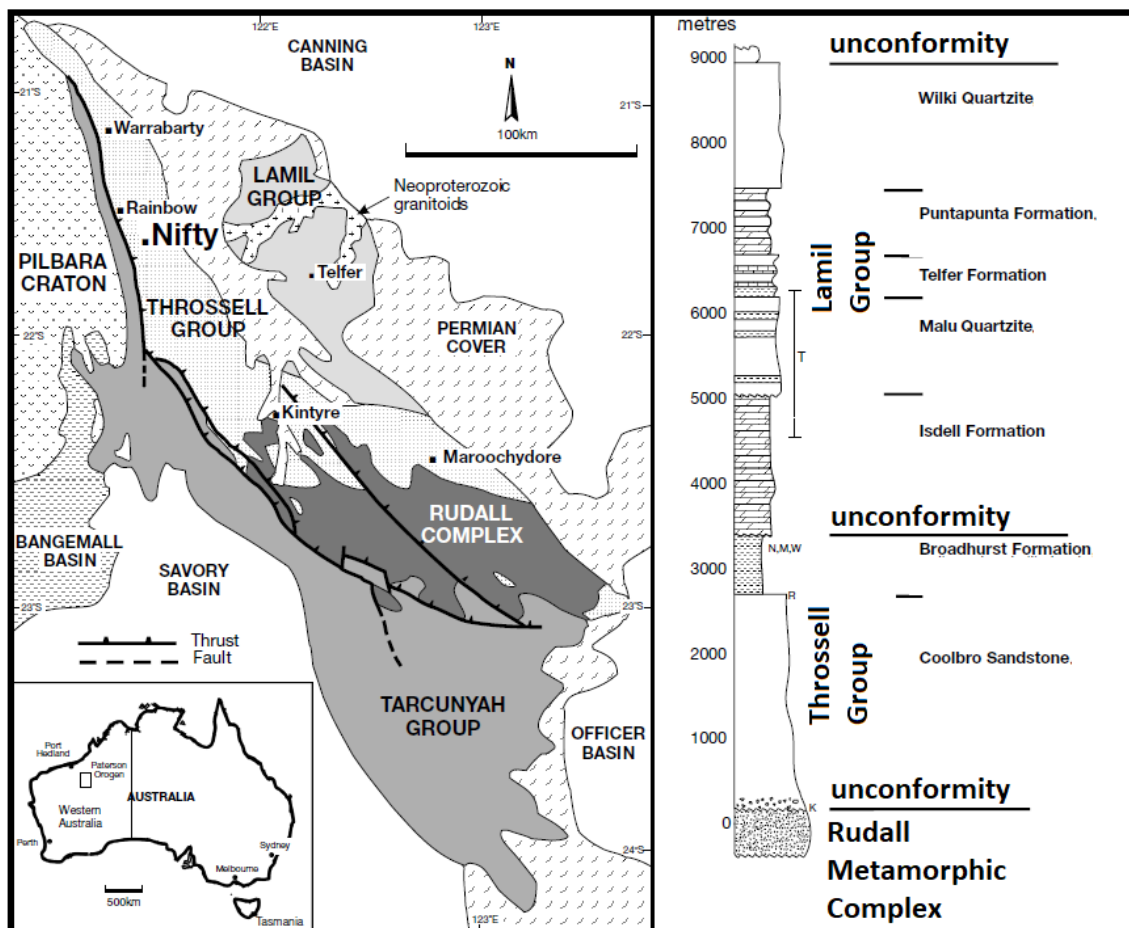 122°E
123°E
CANNING
BASIN
N
21°S
21°S
100km
Warrabarty
LAMIL
GROUP
Neoproterozoic
granitoids
Rainbow
Nifty
Telfer
PILBARA
CRATON
THROSSELL
GROUP
PERMIAN
COVER
22°S
22°S
Kintyre
Maroochydore
RUDALL
COMPLEX
BANGEMALL
BASIN
SAVORY
BASIN
23°S
23°S
Thrust
Fault
TARCUNYAH
GROUP
OFFICER
BASIN
24°S
123°E
Port
Hedland
Paterson
Orogen
AUSTRALIA
Western
Australia
Perth
Sydney
Melbourne
500km
Tasmania
metres
9000
8000
7000
6000
5000
4000
3000
2000
1000
0
unconformity
Wilki Quartzite
Puntapunta Formation.
Telfer Formation
Malu Quartzite.
Lamil
Group
T
Isdell Formation
unconformity
N,M,W
Broadhurst Formation
R
Throssell
Group
Coolbro Sandstone.
unconformity
K
Rudall
Metamorphic
Complex